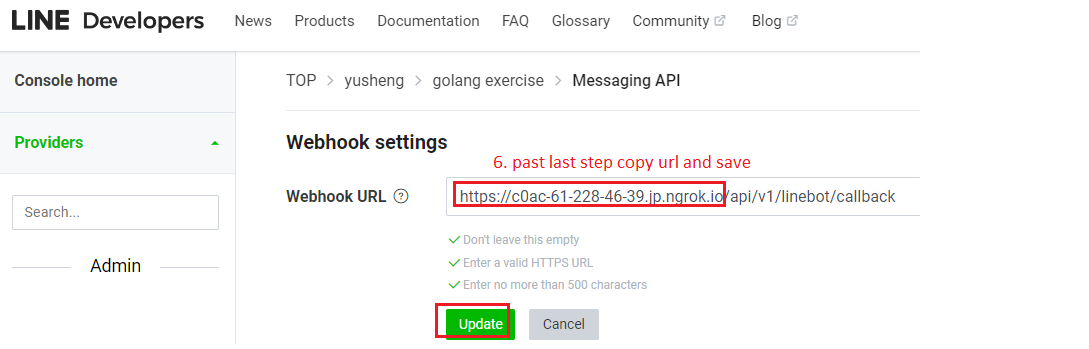 LINE Developers News Products Documentation FAQ Glossary Community Blog
Console home
TOP > yusheng > golang exercise > Messaging API
Providers
Webhook settings
6. past last step copy url and save
Webhook URL ? https://c0ac-61-228-46-39.jp.ngrok.io/api/v1/linebot/callback
Search...
Don't leave this empty
Enter a valid HTTPS URL
Admin
Enter no more than 500 characters
Update Cancel